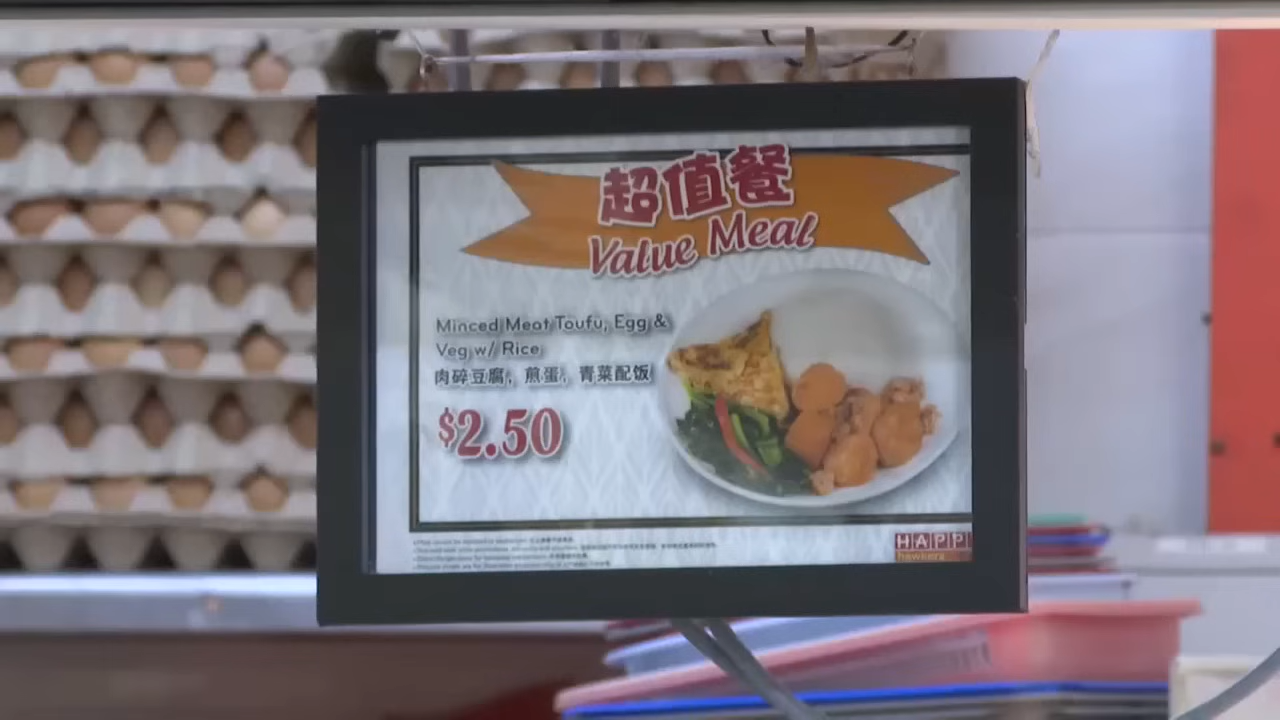 超值餐
Value Meal
Minced Meat Toufu, Egg &
Veg w/ Rice
肉碎豆腐，煎蛋，青菜配饭
$2.50
HAPPI
hawkers